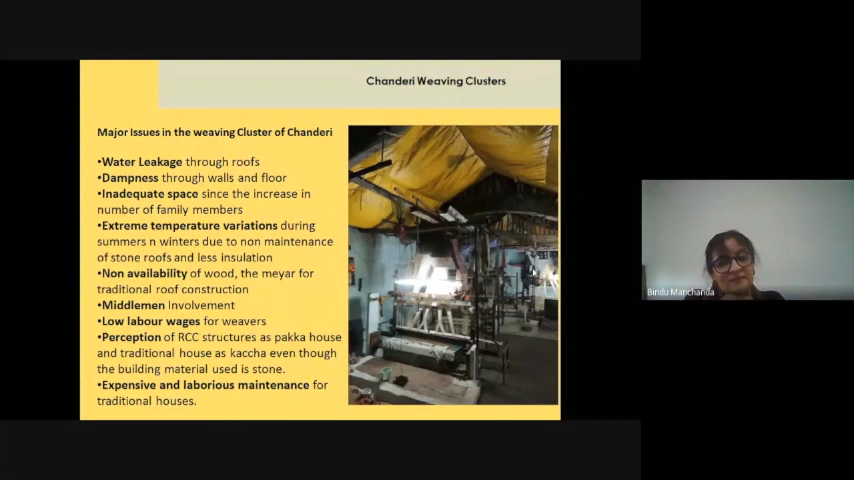 Chanderi Weaving Clusters
Major Issues in the weaving Cluster of Chanderi
•Water Leakage through roofs
•Dampness through walls and floor
•Inadequate space since the increase in
number of family members
•Extreme temperature variations during
summers n winters due to non maintenance
of stone roofs and less insulation
•Non availability of wood, the meyar for
traditional roof construction
•Middlemen Involvement
•Low labour wages for weavers
•Perception of RCC structures as pakka house
and traditional house as kaccha even though
the building material used is stone.
•Expensive and laborious maintenance for
traditional houses.
Bindu Manchanda